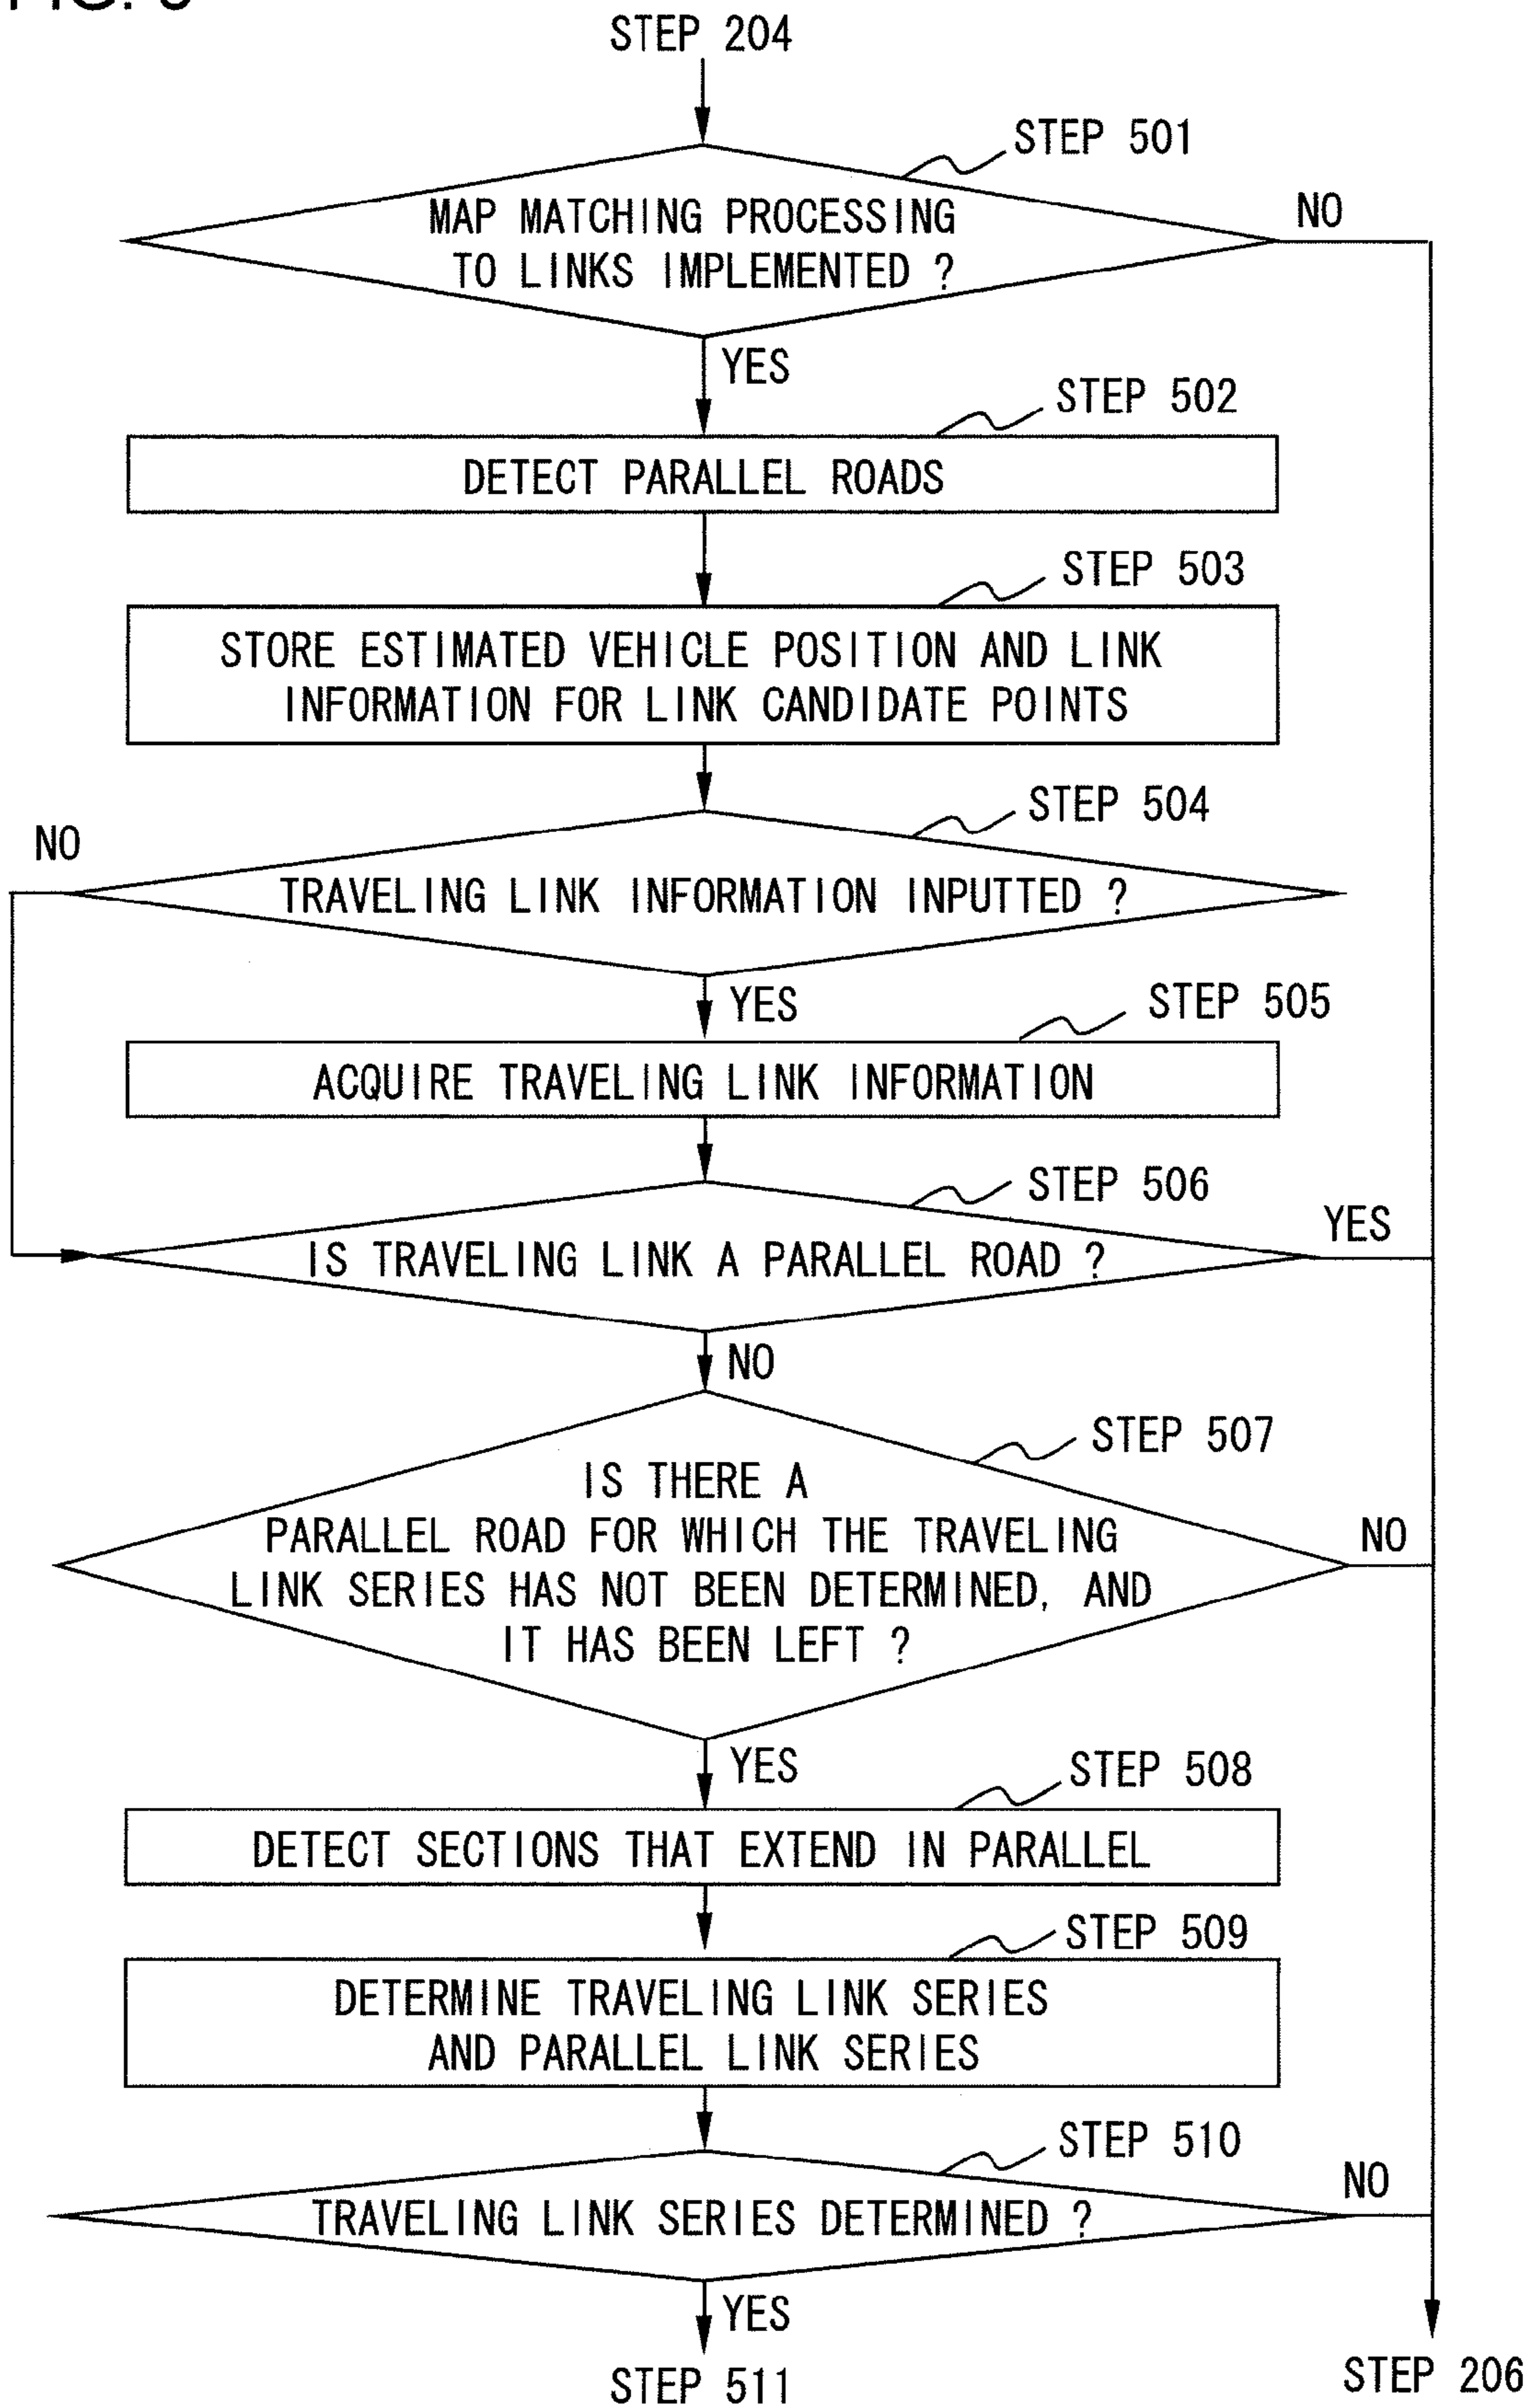 STEP 204
STEP 501
MAP MATCHING PROCESSING
TO LINKS IMPLEMENTED ?
NO
YES
STEP 502
DETECT PARALLEL ROADS
STEP 503
STORE ESTIMATED VEHICLE POSITION AND LINK
INFORMATION FOR LINK CANDIDATE POINTS
STEP 504
NO
TRAVELING LINK INFORMATION INPUTTED ?
YES
STEP 505
ACQUIRE TRAVELING LINK INFORMATION
STEP 506
YES
IS TRAVELING LINK A PARALLEL ROAD ?
NO
STEP 507
IS THERE A
PARALLEL ROAD FOR WHICH THE TRAVELING
LINK SERIES HAS NOT BEEN DETERMINED, AND
IT HAS BEEN LEFT ?
NO
YES
STEP 508
DETECT SECTIONS THAT EXTEND IN PARALLEL
STEP 509
DETERMINE TRAVELING LINK SERIES
AND PARALLEL LINK SERIES
STEP 510
NO
TRAVELING LINK SERIES DETERMINED ?
YES
STEP 511
STEP 206